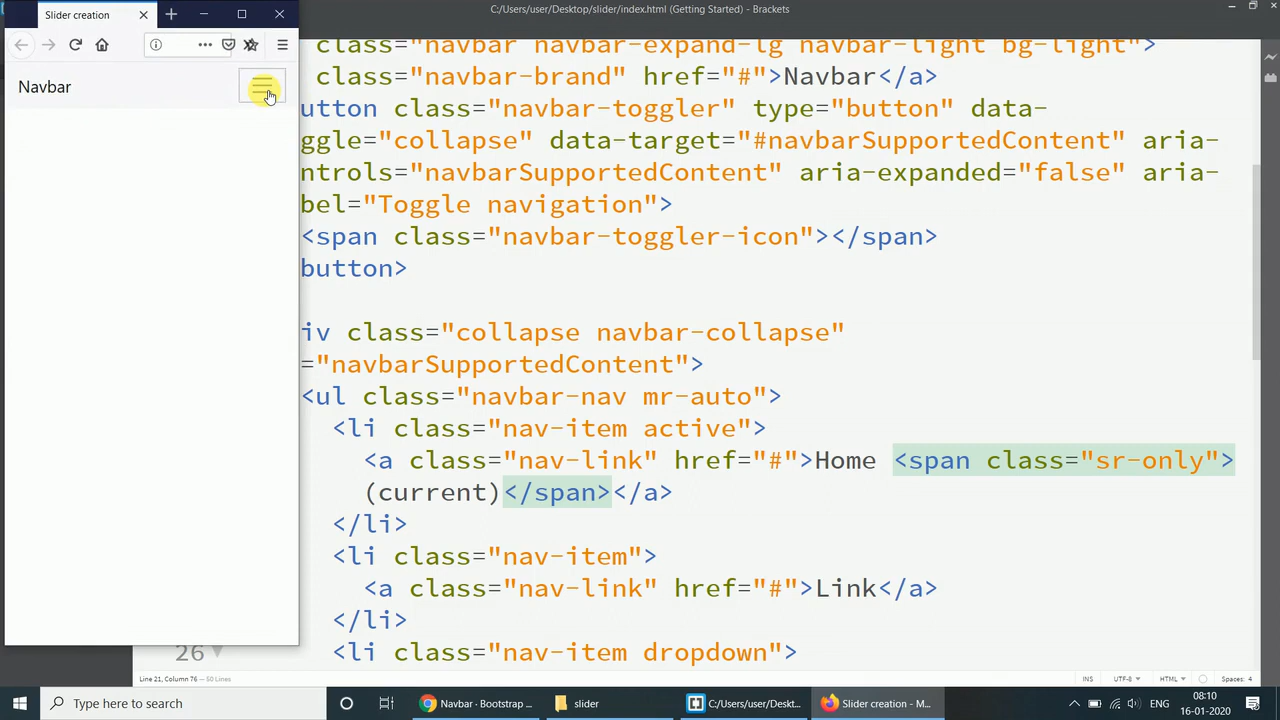 Slider creation
C:/Users/user/Desktop/slider/index.html (Getting Started) - Brackets
Navbar
class="navbar navbar-expand-lg navbar-light bg-light">
class="navbar-brand" href="#">Navbar</a>
utton class="navbar-toggler" type="button" data-
ggle="collapse" data-target="#navbarSupportedContent" aria-
ntrols="navbarSupportedContent" aria-expanded="false" aria-
bel="Toggle navigation">
<span class="navbar-toggler-icon"></span>
button>
iv class="collapse navbar-collapse"
="navbarSupportedContent">
<ul class="navbar-nav mr-auto">
<li class="nav-item active">
<a class="nav-link" href="#">Home <span class="sr-only">
(current)</span></a>
</li>
<li class="nav-item">
<a class="nav-link" href="#">Link</a>
</li>
26 <li class="nav-item dropdown">
Line 21, Column 76 — 50 Lines
INS UTF-8 HTML Spaces: 4
Type here to search
Navbar · Bootstrap ...
slider
C:/Users/user/Deskt...
Slider creation - M...
ENG
08:10
16-01-2020